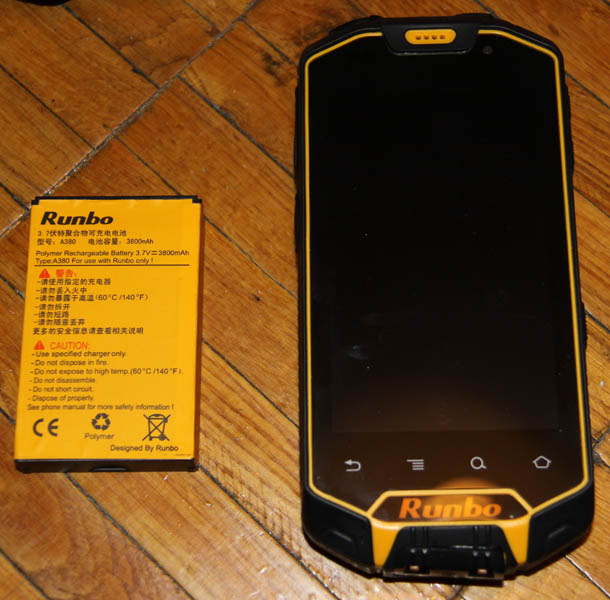 Runbo
3.7伏特聚合物可充电电池
型号：A380 电池容量：3800mAh
Polymer Rechargeable Battery 3.7V⎓3800mAh
Type:A380 For use with Runbo only !
警告:
-请使用指定的充电器
-请勿丢入火中
-请勿暴露于高温(60°C/140°F)
-请勿拆开
-请勿短路
-请勿随意丢弃
更多的安全信息请查看相关说明
CAUTION:
- Use specified charger only.
- Do not dispose in fire.
- Do not expose to high temp.(60°C/140°F)
- Do not disassemble.
- Do not short circuit.
- Dispose of properly.
See phone manual for more safety information !
CE
Polymer
Designed By Runbo
Runbo